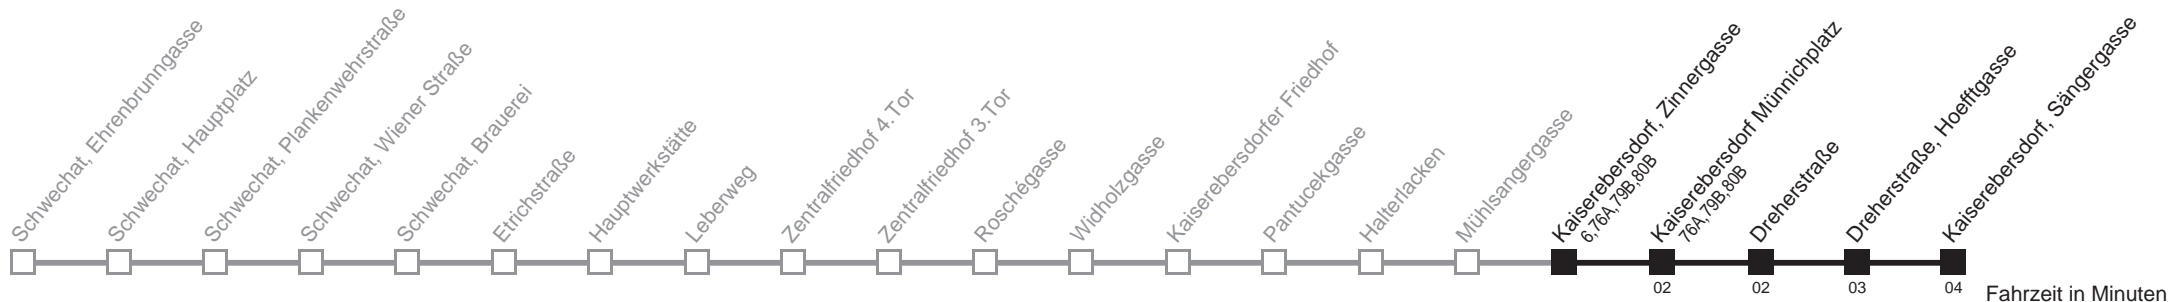 Schwechat, Ehrenbrunngasse
Schwechat, Hauptplatz
Schwechat, Plankenwehrstraße
Schwechat, Wiener Straße
Schwechat, Brauerei
Etrichstraße
Hauptwerkstätte
Leberweg
Zentralfriedhof 4. Tor
Zentralfriedhof 3. Tor
Roschégasse
Widholzgasse
Kaiserebersdorfer Friedhof
Pantucekgasse
Halterlacken
Mühlsangergasse
Kaiserebersdorf, Zinnergasse
6,76A,79B,80B
Kaiserebersdorf Münnichplatz
76A,79B,80B
Dreherstraße
Dreherstraße, Hoefftgasse
Kaiserebersdorf, Sängergasse
02 02 03 04
Fahrzeit in Minuten